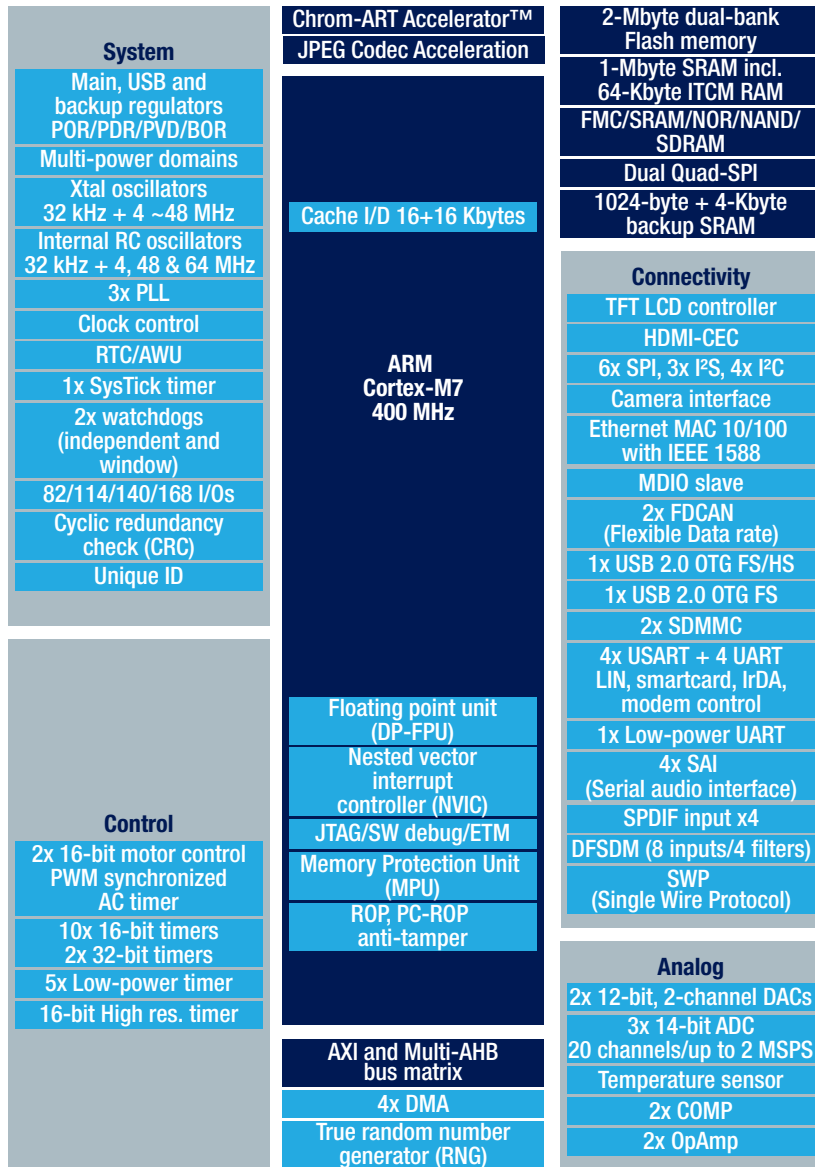 System
Main, USB and
backup regulators
POR/PDR/PVD/BOR
Multi-power domains
Xtal oscillators
32 kHz + 4 ~48 MHz
Internal RC oscillators
32 kHz + 4, 48 & 64 MHz
3x PLL
Clock control
RTC/AWU
1x SysTick timer
2x watchdogs
(independent and
window)
82/114/140/168 I/Os
Cyclic redundancy
check (CRC)
Unique ID
Control
2x 16-bit motor control
PWM synchronized
AC timer
10x 16-bit timers
2x 32-bit timers
5x Low-power timer
16-bit High res. timer
Chrom-ART Accelerator™
JPEG Codec Acceleration
Cache I/D 16+16 Kbytes
ARM
Cortex-M7
400 MHz
Floating point unit
(DP-FPU)
Nested vector
interrupt
controller (NVIC)
JTAG/SW debug/ETM
Memory Protection Unit
(MPU)
ROP, PC-ROP
anti-tamper
AXI and Multi-AHB
bus matrix
4x DMA
True random number
generator (RNG)
2-Mbyte dual-bank
Flash memory
1-Mbyte SRAM incl.
64-Kbyte ITCM RAM
FMC/SRAM/NOR/NAND/
SDRAM
Dual Quad-SPI
1024-byte + 4-Kbyte
backup SRAM
Connectivity
TFT LCD controller
HDMI-CEC
6x SPI, 3x I²S, 4x I²C
Camera interface
Ethernet MAC 10/100
with IEEE 1588
MDIO slave
2x FDCAN
(Flexible Data rate)
1x USB 2.0 OTG FS/HS
1x USB 2.0 OTG FS
2x SDMMC
4x USART + 4 UART
LIN, smartcard, IrDA,
modem control
1x Low-power UART
4x SAI
(Serial audio interface)
SPDIF input x4
DFSDM (8 inputs/4 filters)
SWP
(Single Wire Protocol)
Analog
2x 12-bit, 2-channel DACs
3x 14-bit ADC
20 channels/up to 2 MSPS
Temperature sensor
2x COMP
2x OpAmp